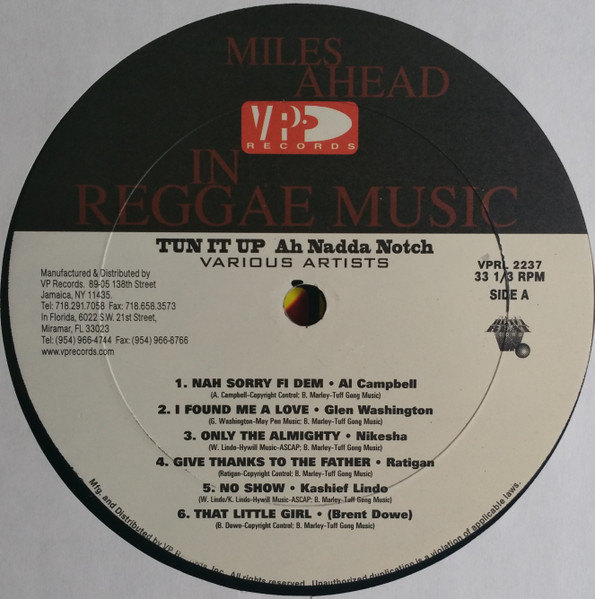 MILES
AHEAD
VP
RECORDS
IN
REGGAE MUSIC
TUN IT UP Ah Nadda Notch
VARIOUS ARTISTS
Manufactured & Distributed by
VP Records. 89-05 138th Street
Jamaica, NY 11435.
Tel: 718.291.7058 Fax: 718.658.3573
In Florida, 6022 S.W. 21st Street,
Miramar, FL 33023
Tel: (954) 966-4744 Fax: (954) 966-8766
www.vprecords.com
VPRL 2237
33 1/3 RPM
SIDE A
1. NAH SORRY FI DEM • Al Campbell
(A. Campbell-Copyright Control; B. Marley-Tuff Gong Music)
2. I FOUND ME A LOVE • Glen Washington
(G. Washington-May Pen Music; B. Marley-Tuff Gong Music)
3. ONLY THE ALMIGHTY • Nikesha
(W. Lindo-Hywill Music-ASCAP; B. Marley-Tuff Gong Music)
4. GIVE THANKS TO THE FATHER • Ratigan
(Ratigan-Copyright Control; B. Marley-Tuff Gong Music)
5. NO SHOW • Kashief Lindo
(W. Lindo/K. Lindo-Hywill Music-ASCAP; B. Marley-Tuff Gong Music)
6. THAT LITTLE GIRL • (Brent Dowe)
(B. Dowe-Copyright Control; B. Marley-Tuff Gong Music)
Mfg. and Distributed by VP Records, Inc. All rights reserved. Unauthorized duplication is a violation of applicable laws.